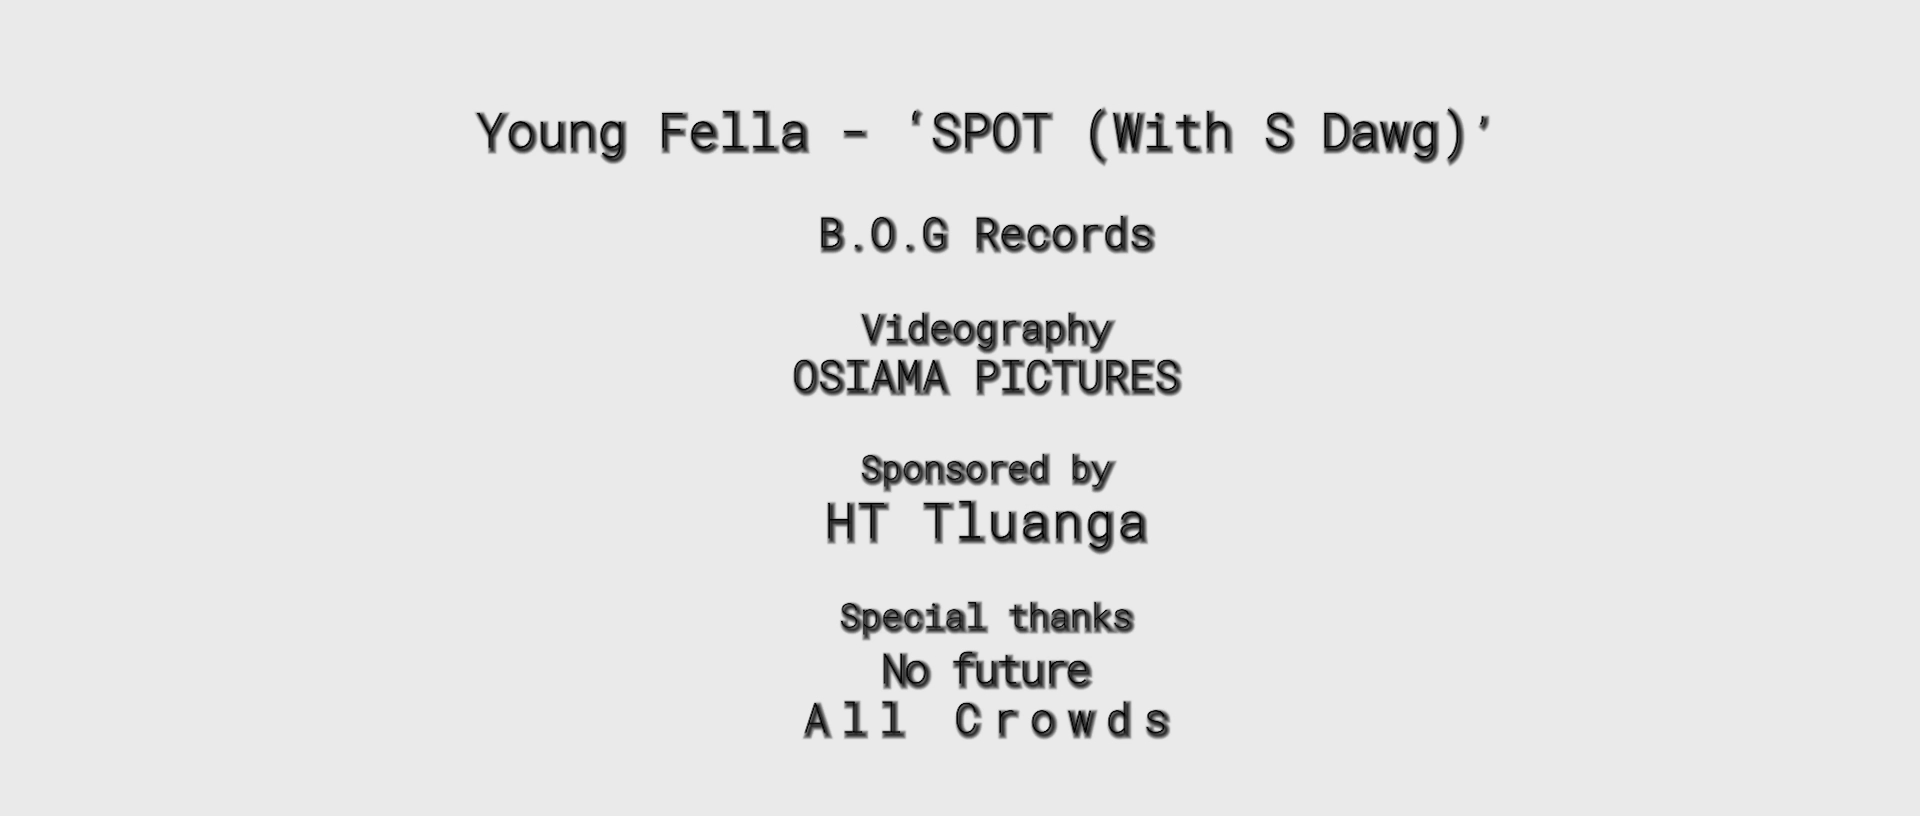 Young Fella - ‘SPOT (With S Dawg)’
B.O.G Records
Videography
OSIAMA PICTURES
Sponsored by
HT Tluanga
Special thanks
No future
All Crowds